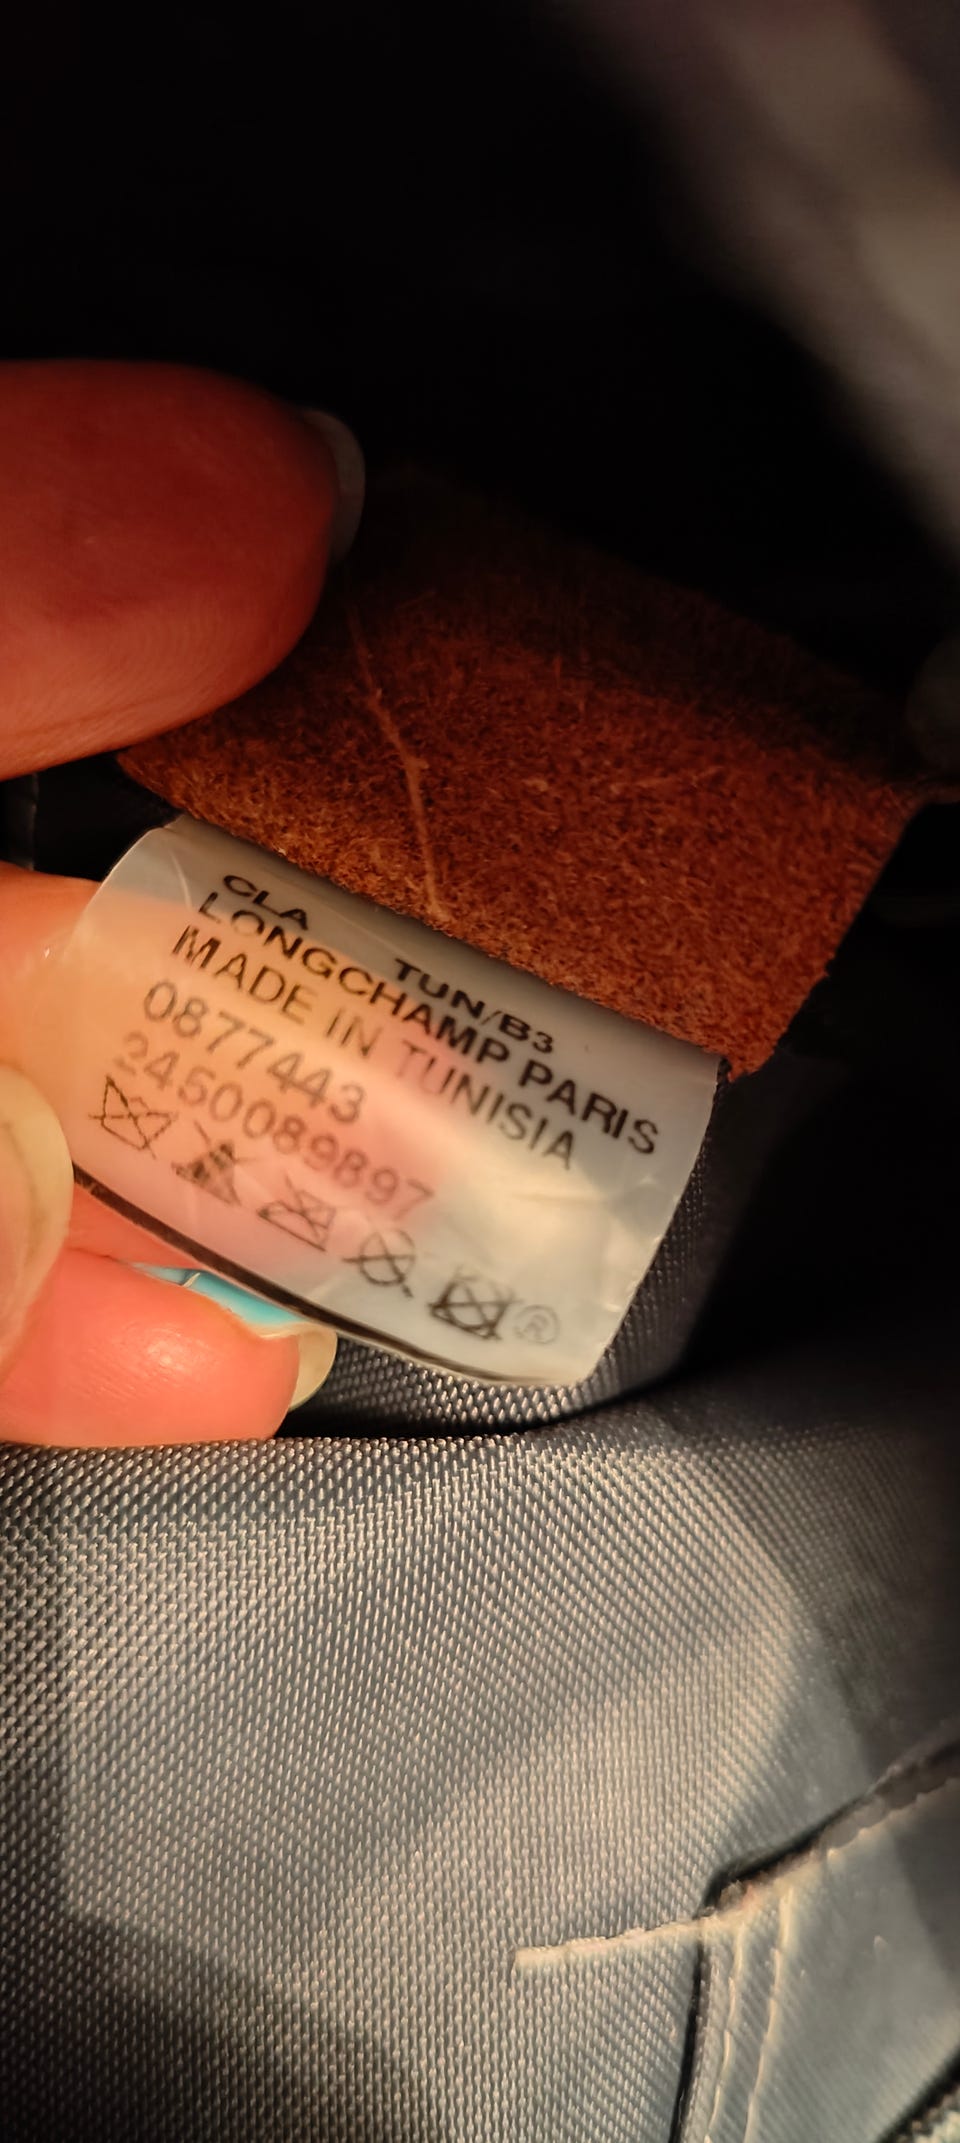 CLA TUN/B3
LONGCHAMP PARIS
MADE IN TUNISIA
0877443
2450089897
®